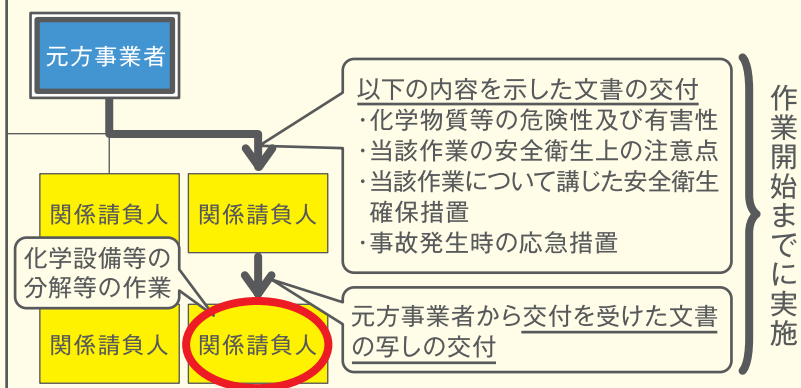 元方事業者
以下の内容を示した文書の交付
・化学物質等の危険性及び有害性
・当該作業の安全衛生上の注意点
・当該作業について講じた安全衛生
確保措置
・事故発生時の応急措置
作業開始までに実施
関係請負人
関係請負人
化学設備等の
分解等の作業
元方事業者から交付を受けた文書
の写しの交付
関係請負人
関係請負人